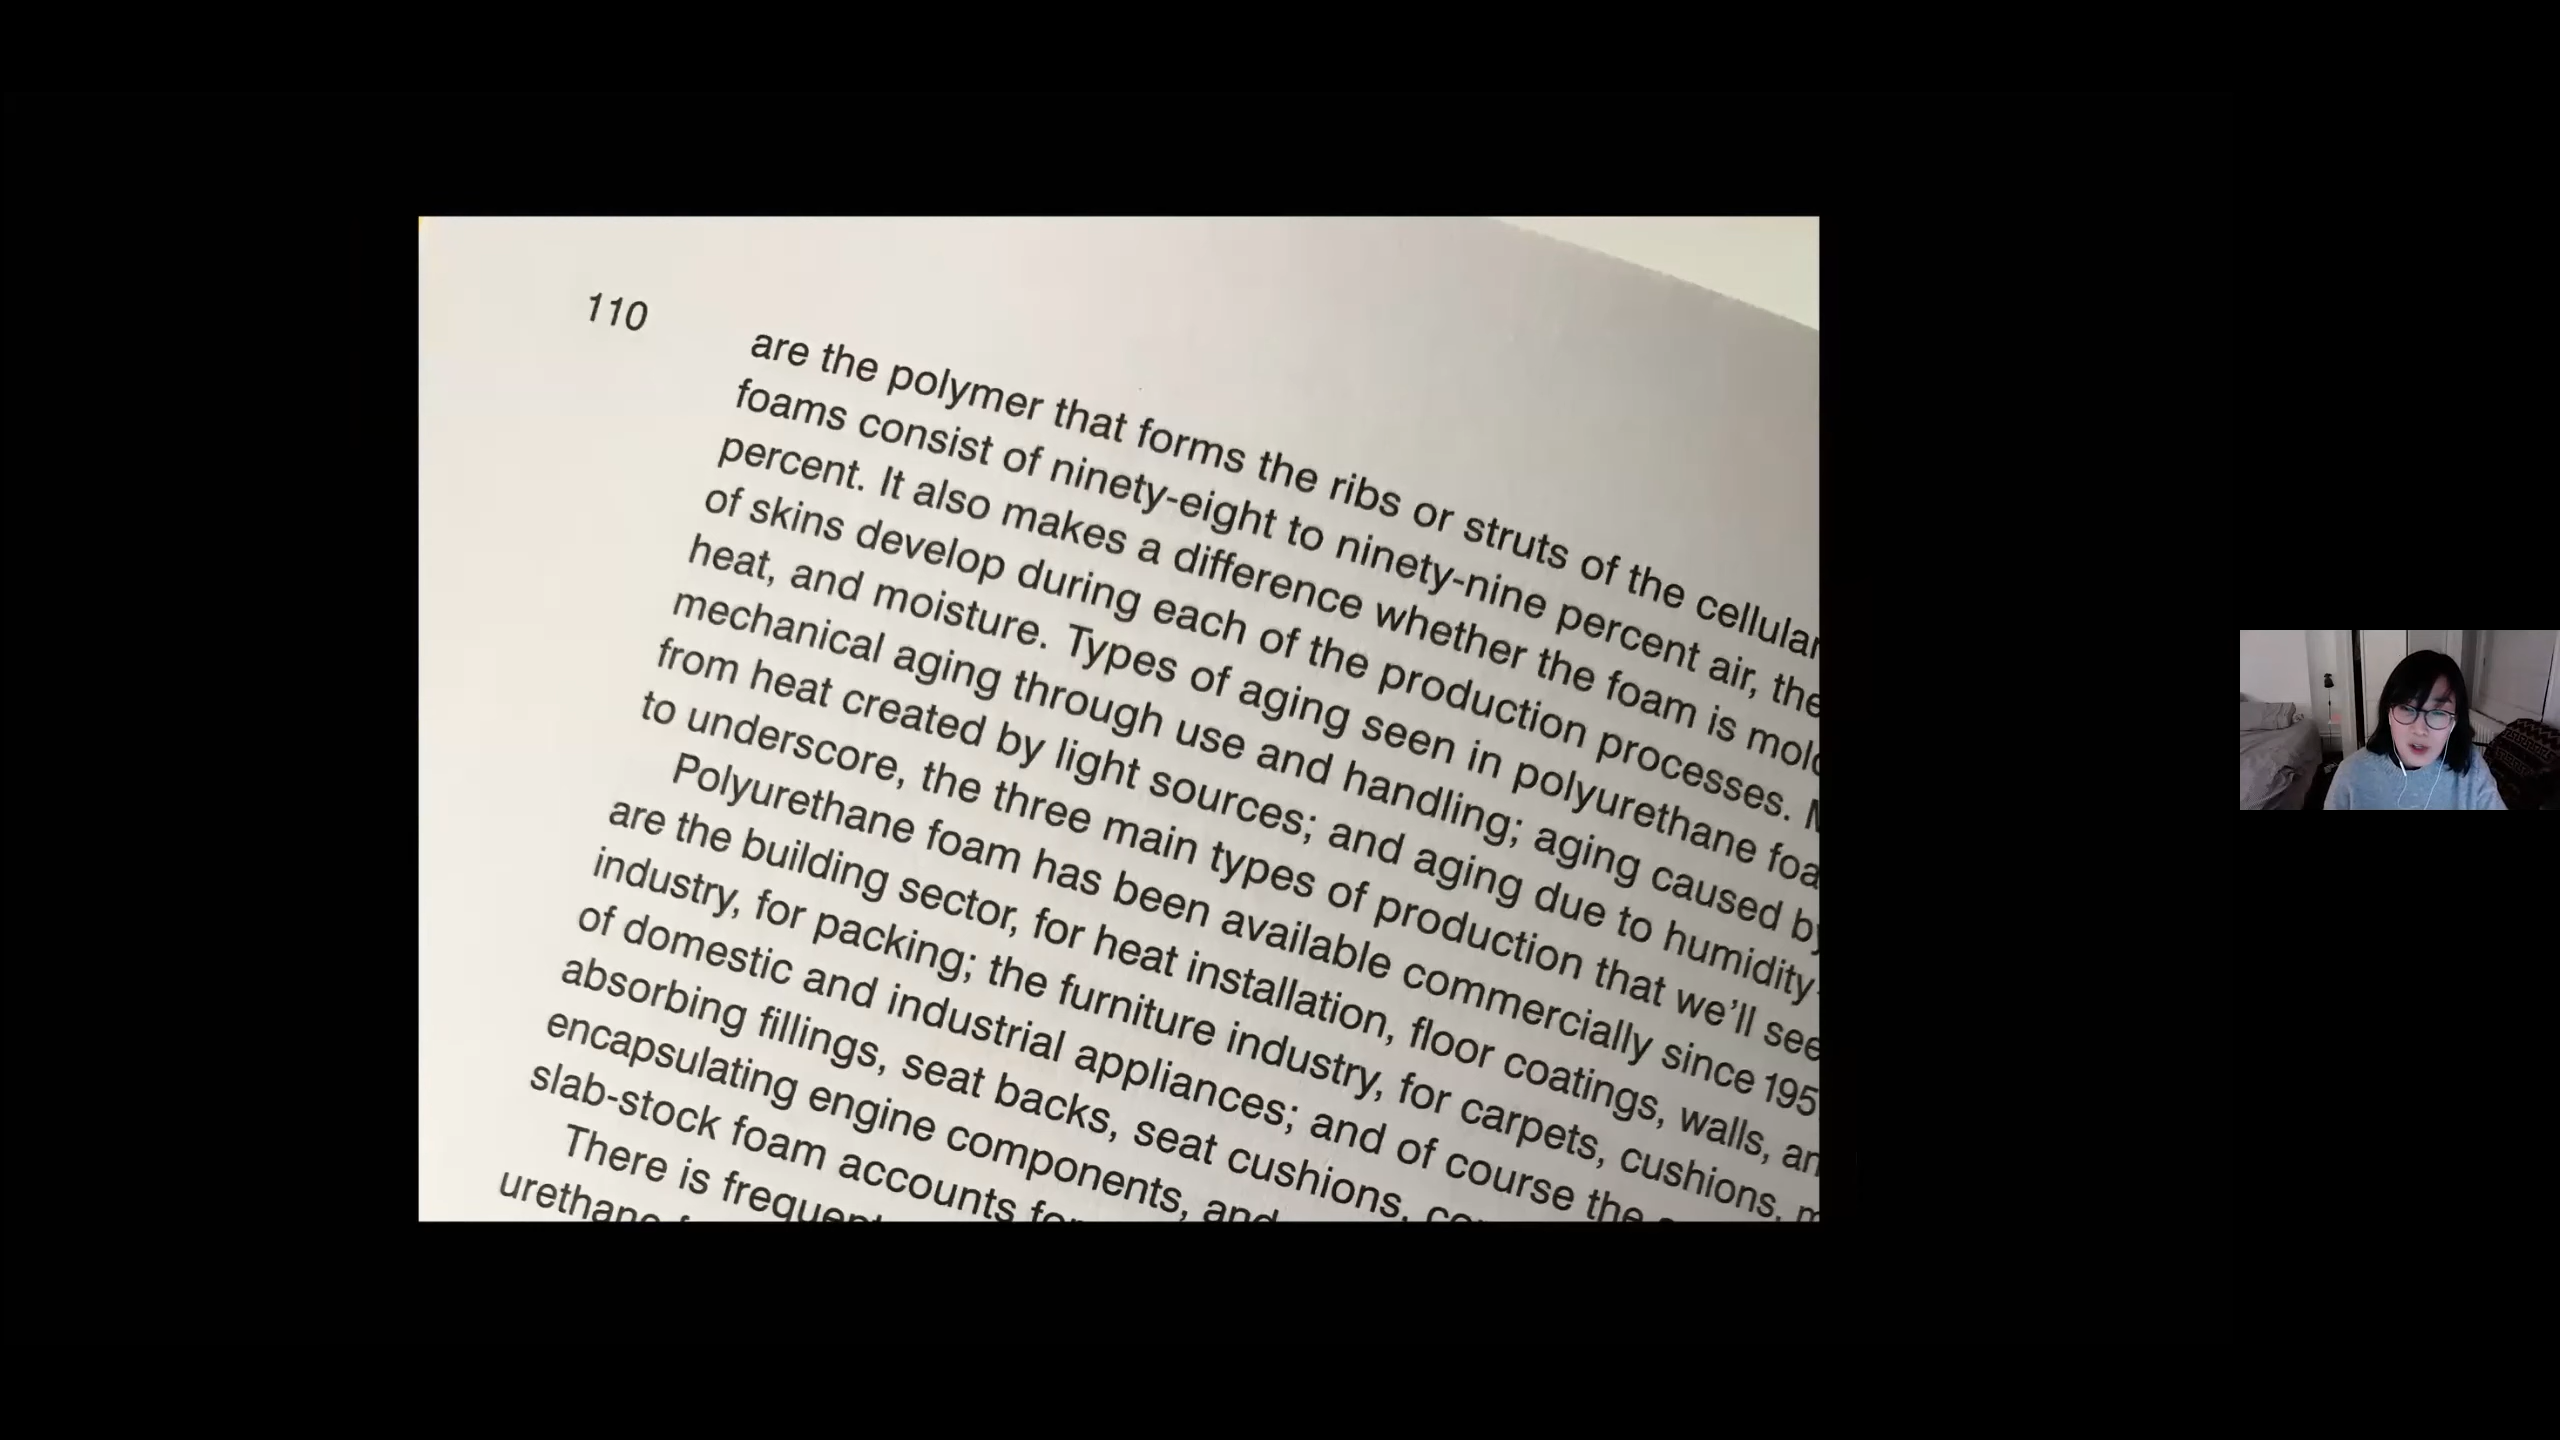 110
are the polymer that forms the ribs or struts of the cellular
foams consist of ninety-eight to ninety-nine percent air, the
percent. It also makes a difference whether the foam is
of skins develop during each of the production processes.
heat, and moisture. Types of aging seen in polyurethane
mechanical aging through use and handling; aging caused by
from heat created by light sources; and aging due to humidity
to underscore, the three main types of production that we'll see
Polyurethane foam has been available commercially since 195
are the building sector, for heat installation, floor coatings, walls,
industry, for packing; the furniture industry, for carpets, cushions,
of domestic and industrial appliances; and of course the
absorbing fillings, seat backs, seat cushions,
encapsulating engine components, and
slab-stock foam accounts for
There is
urethane